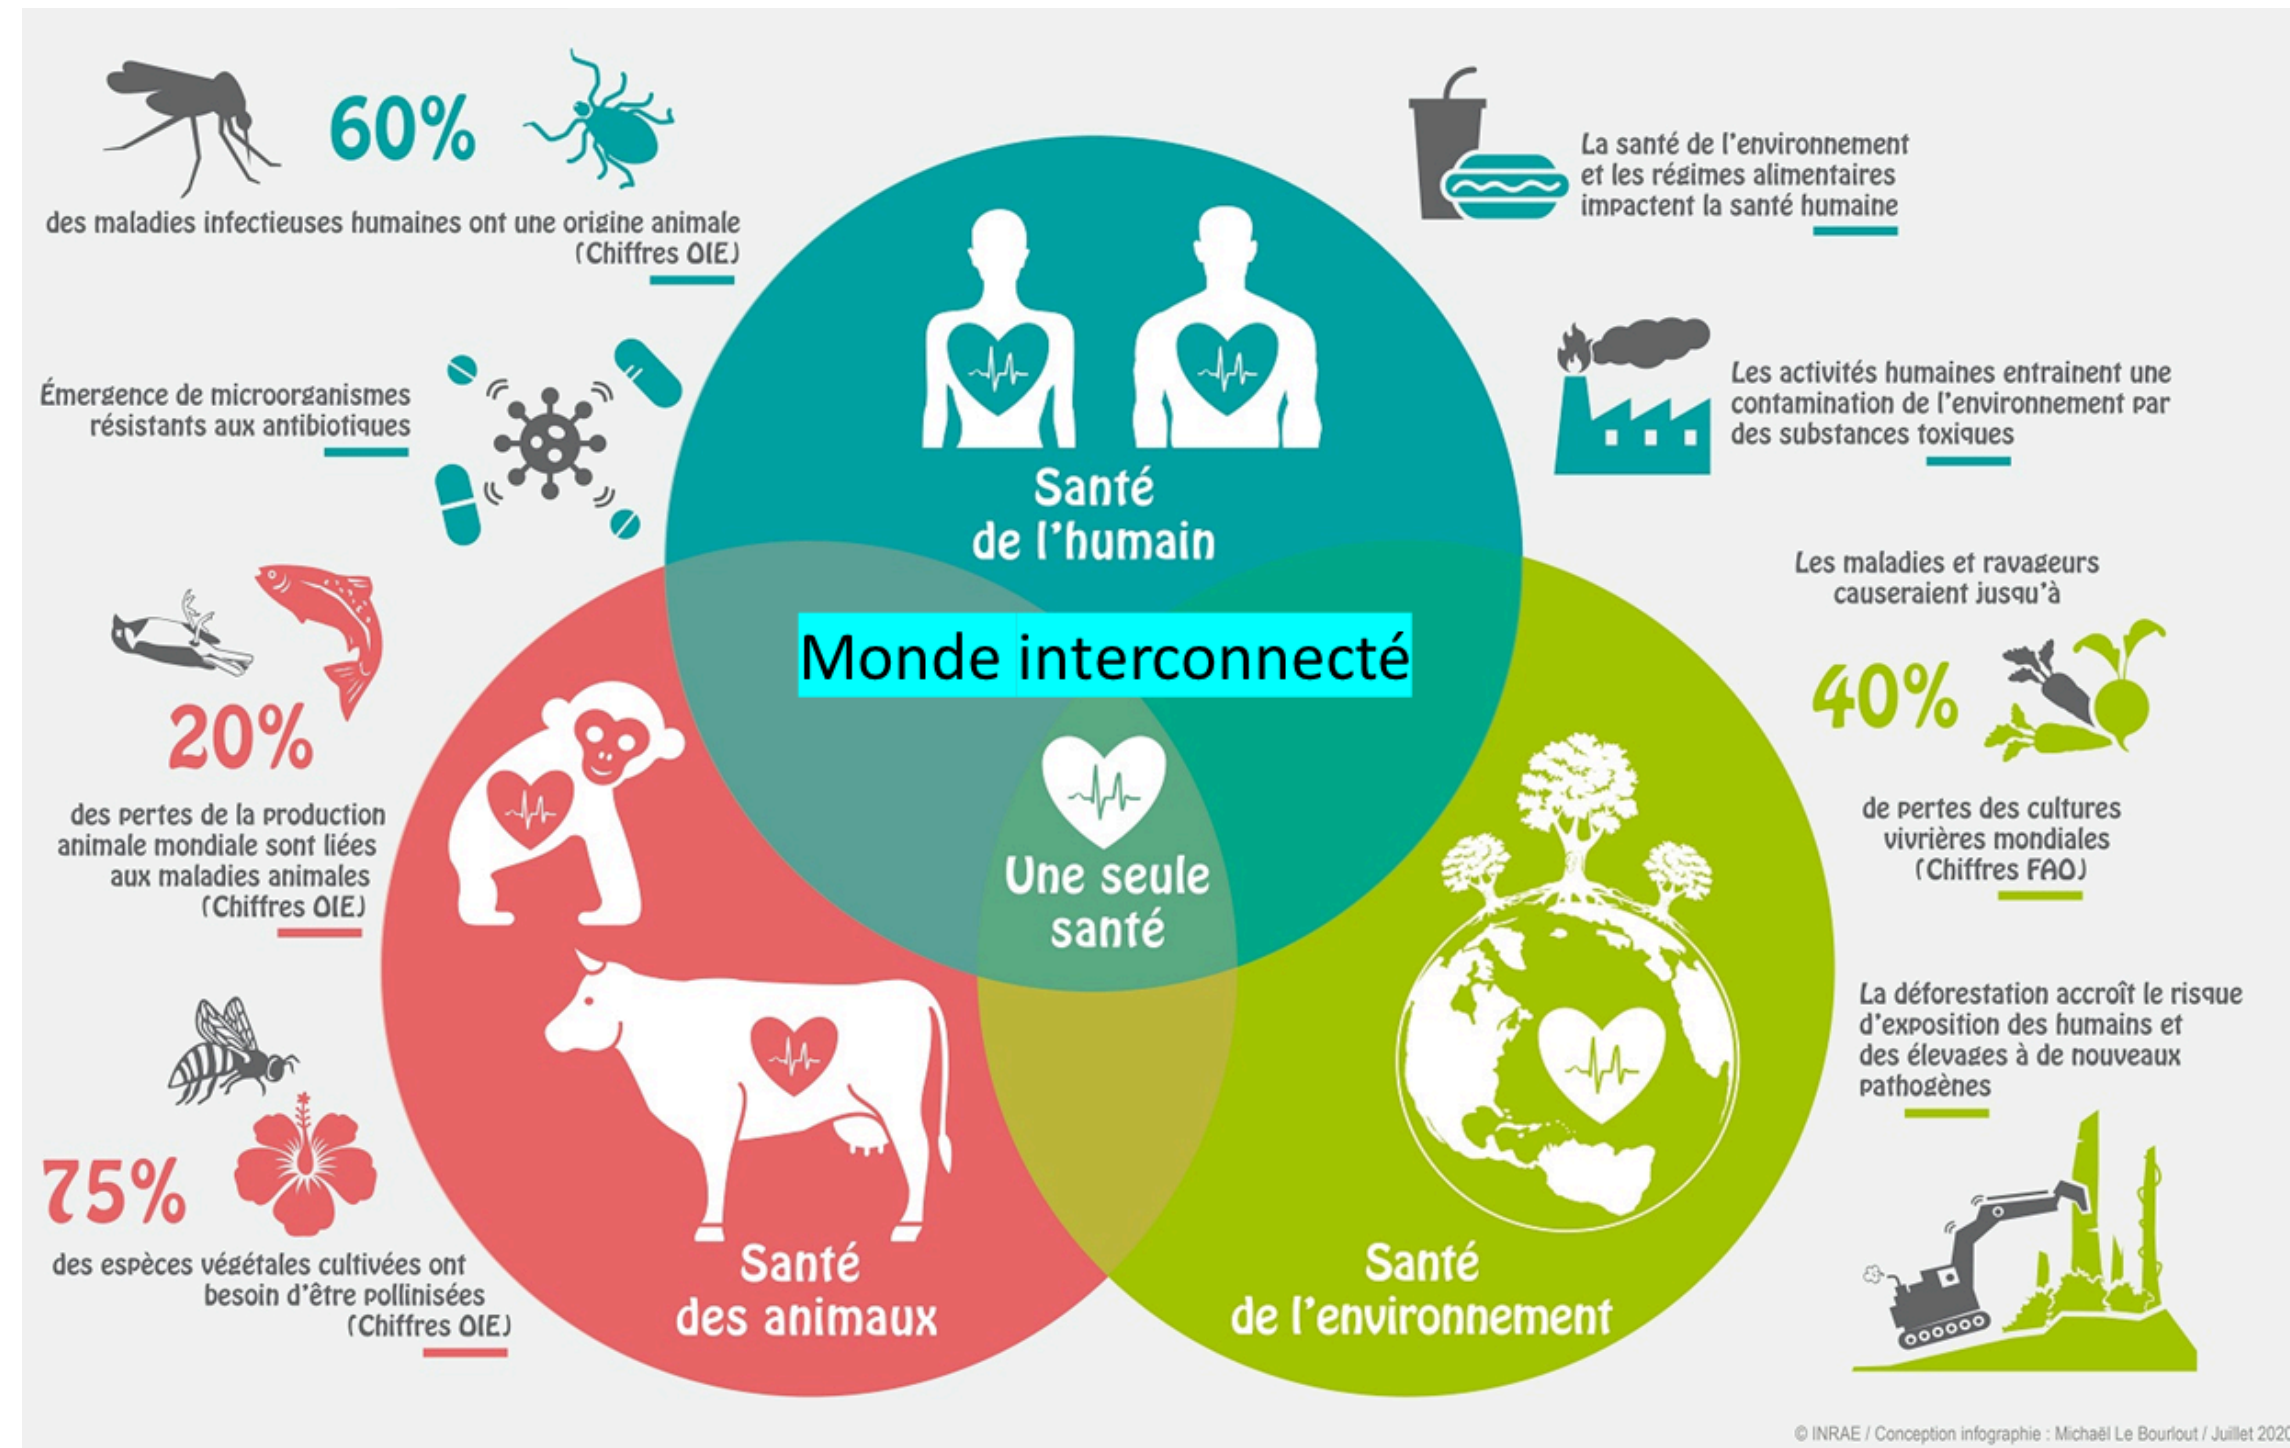 60%
des maladies infectieuses humaines ont une origine animale
(Chiffres OIE)
Émergence de microorganismes
résistants aux antibiotiques
20%
des pertes de la production
animale mondiale sont liées
aux maladies animales
(Chiffres OIE)
75%
des espèces végétales cultivées ont
besoin d'être pollinisées
(Chiffres OIE)
Santé
de l'humain
Monde interconnecté
Une seule
santé
Santé
des animaux
Santé
de l'environnement
La santé de l'environnement
et les régimes alimentaires
impactent la santé humaine
Les activités humaines entrainent une
contamination de l'environnement par
des substances toxiques
Les maladies et ravageurs
causeraient jusqu'à
40%
de pertes des cultures
vivrières mondiales
(Chiffres FAO)
La déforestation accroît le risque
d'exposition des humains et
des élevages à de nouveaux
pathogènes
© INRAE / Conception infographie : Michaël Le Bourlout / Juillet 2020